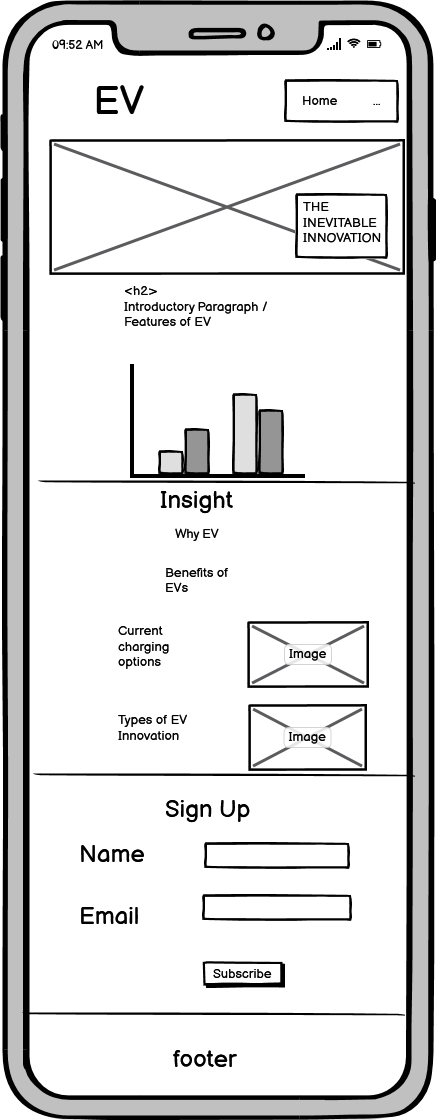 09:52 AM
EV
Home ...
THE
INEVITABLE
INNOVATION
<h2>
Introductory Paragraph /
Features of EV
Insight
Why EV
Benefits of
EVs
Current
charging
options
Image
Types of EV
Innovation
Image
Sign Up
Name
Email
Subscribe
footer